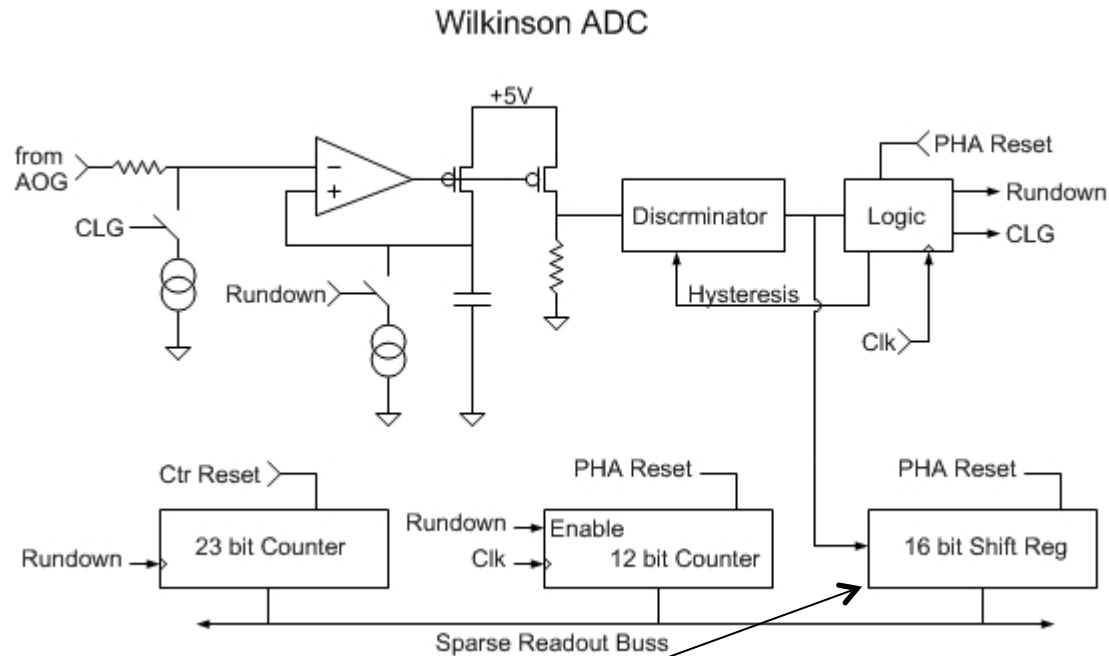 Wilkinson ADC
+5V
from
AOG
−
+
CLG
Rundown
Discrminator
Hysteresis
PHA Reset
Logic
Rundown
CLG
Clk
Ctr Reset
Rundown
23 bit Counter
PHA Reset
Rundown
Clk
Enable
12 bit Counter
PHA Reset
16 bit Shift Reg
Sparse Readout Buss